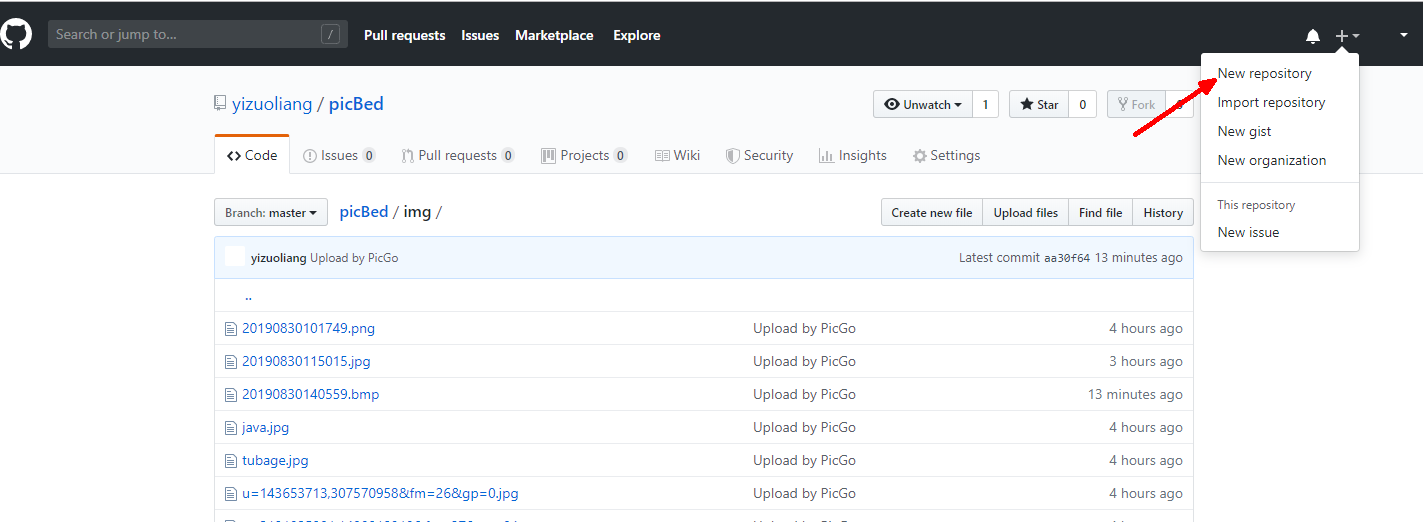 Search or jump to... /
Pull requests Issues Marketplace Explore
New repository
Import repository
New gist
New organization
This repository
New issue
yizuoliang / picBed
Unwatch 1 Star 0 Fork
Code Issues 0 Pull requests 0 Projects 0 Wiki Security Insights Settings
Branch: master picBed / img / Create new file Upload files Find file History
yizuoliang Upload by PicGo Latest commit aa30f64 13 minutes ago
..
20190830101749.png Upload by PicGo 4 hours ago
20190830115015.jpg Upload by PicGo 3 hours ago
20190830140559.bmp Upload by PicGo 13 minutes ago
java.jpg Upload by PicGo 4 hours ago
tubage.jpg Upload by PicGo 4 hours ago
u=143653713,307570958&fm=26&gp=0.jpg Upload by PicGo 4 hours ago